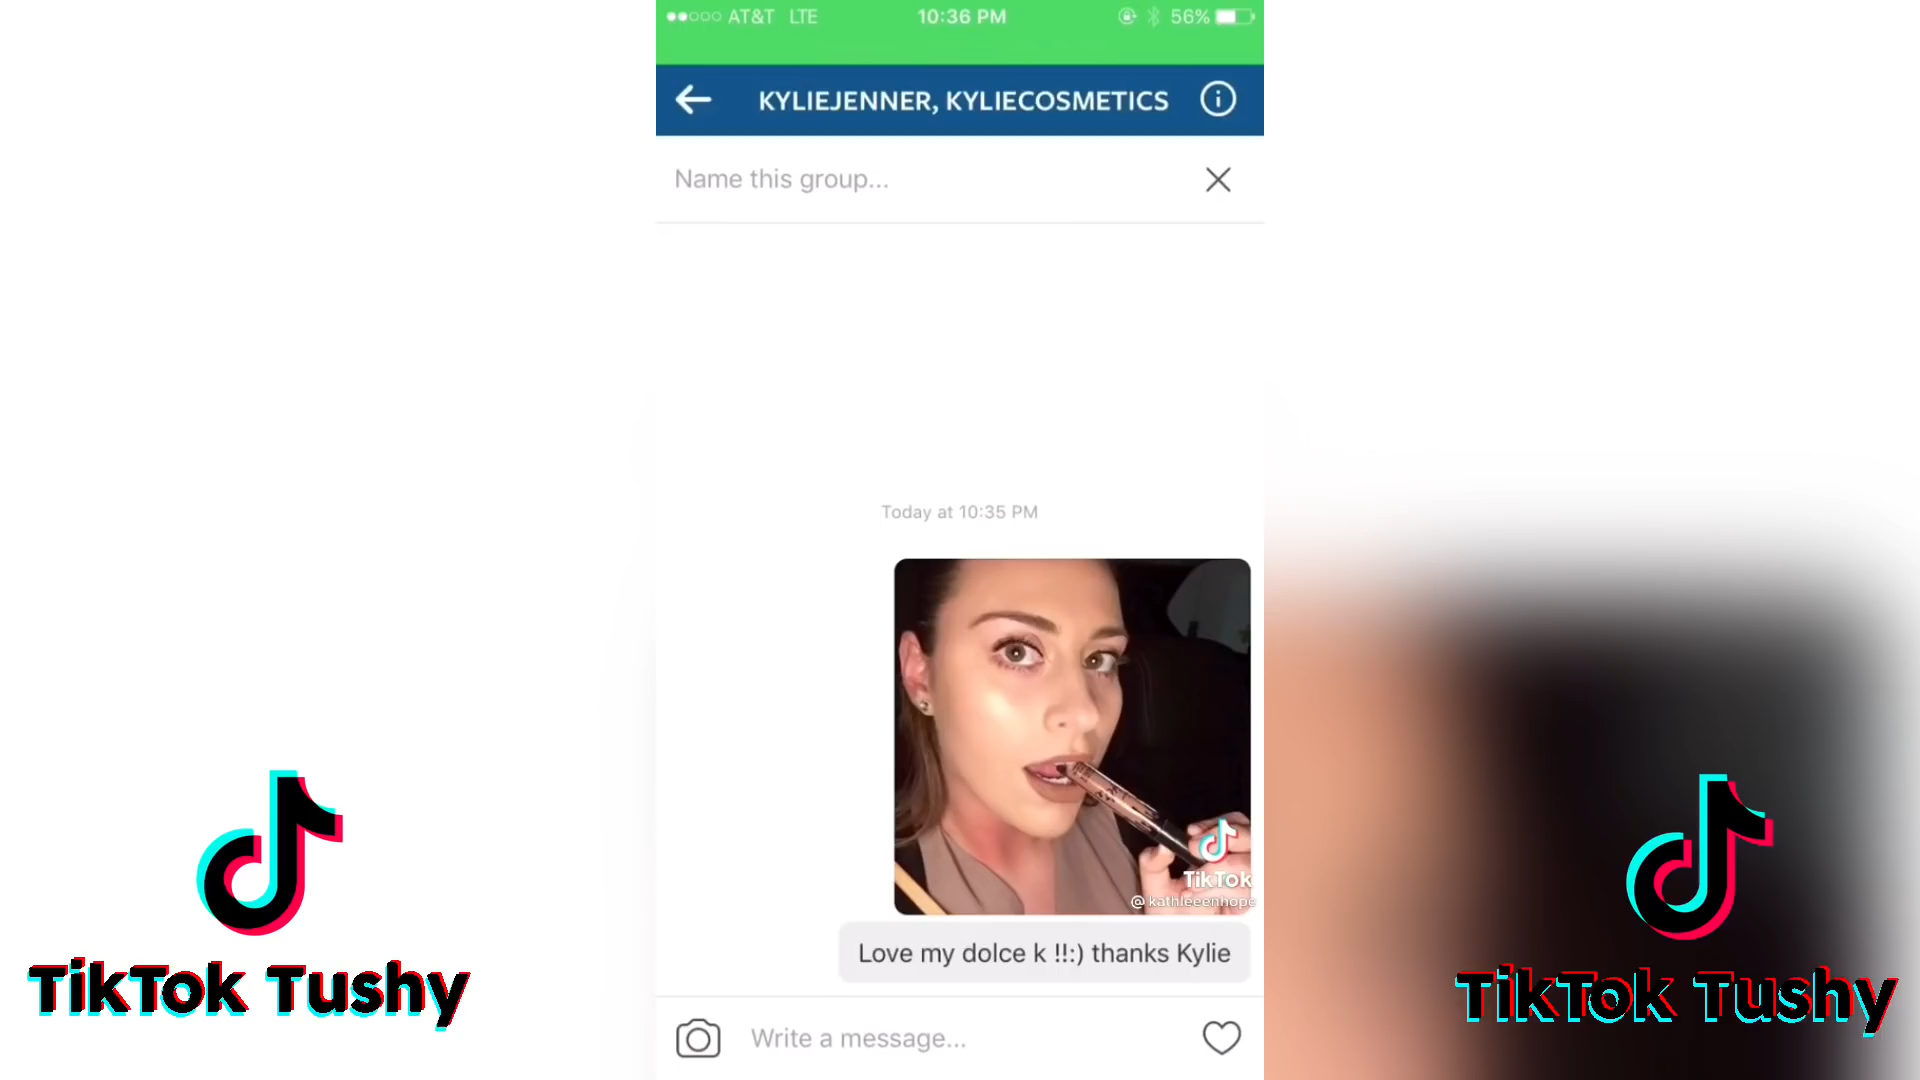 AT&T LTE 10:36 PM 56%
KYLIEJENNER, KYLIECOSMETICS
Name this group...
Today at 10:35 PM
TikTok
@kathleeenhope
Love my dolce k !!:) thanks Kylie
Write a message...
TikTok Tushy
TikTok Tushy